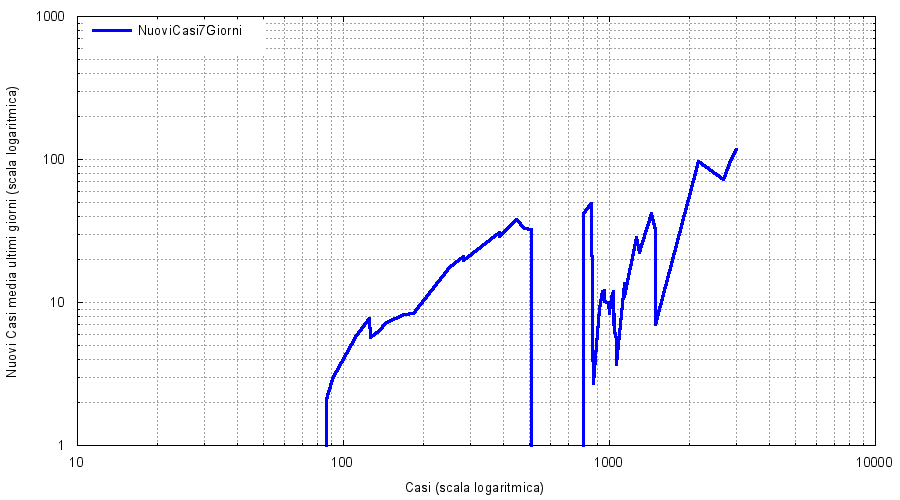 1000
NuoviCasi7Giorni
100
10
1
10
100
1000
10000
Nuovi Casi media ultimi giorni (scala logaritmica)
Casi (scala logaritmica)